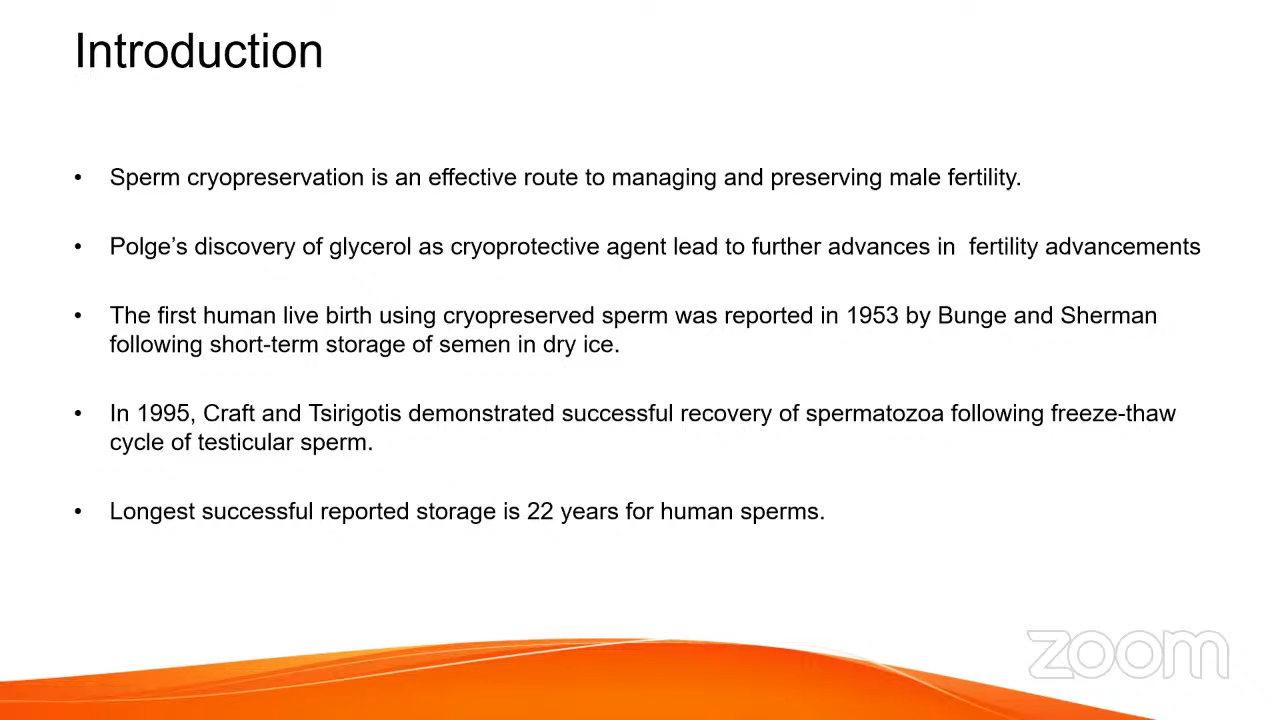 Introduction
• Sperm cryopreservation is an effective route to managing and preserving male fertility.
• Polge’s discovery of glycerol as cryoprotective agent lead to further advances in  fertility advancements
• The first human live birth using cryopreserved sperm was reported in 1953 by Bunge and Sherman
following short-term storage of semen in dry ice.
• In 1995, Craft and Tsirigotis demonstrated successful recovery of spermatozoa following freeze-thaw
cycle of testicular sperm.
• Longest successful reported storage is 22 years for human sperms.
zoom